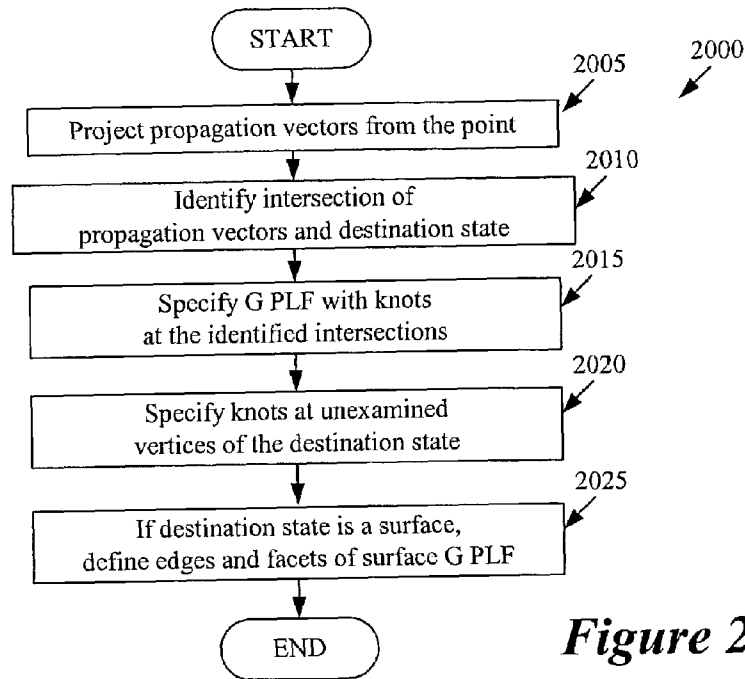 START
2000
2005
Project propagation vectors from the point
2010
Identify intersection of
propagation vectors and destination state
2015
Specify G PLF with knots
at the identified intersections
2020
Specify knots at unexamined
vertices of the destination state
2025
If destination state is a surface,
define edges and facets of surface G PLF
END
Figure 2